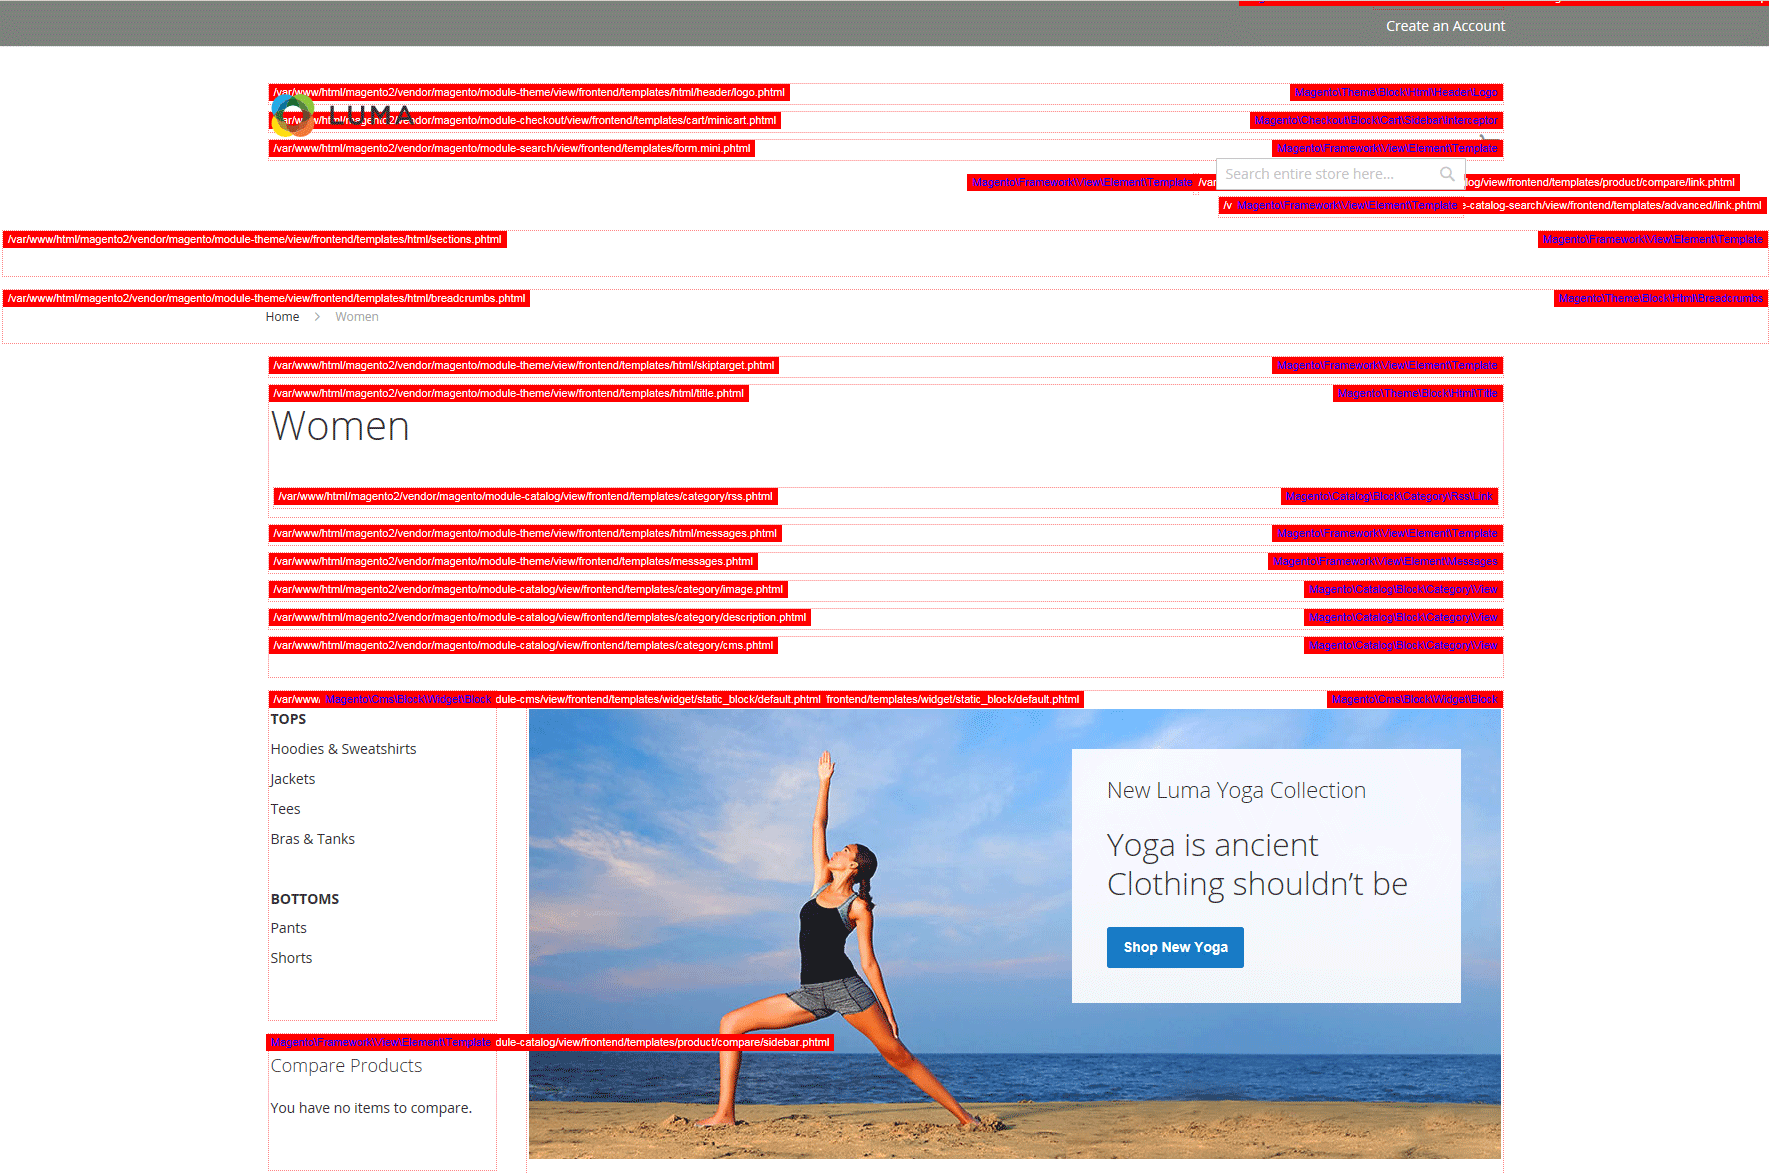 Create an Account
/var/www/html/magento2/vendor/magento/module-theme/view/frontend/templates/html/header/logo.phtml Magento\Theme\Block\Html\Header\Logo
LUMA
/var/www/html/magento2/vendor/magento/module-checkout/view/frontend/templates/cart/minicart.phtml Magento\Checkout\Block\Cart\Sidebar\Interceptor
/var/www/html/magento2/vendor/magento/module-search/view/frontend/templates/form.mini.phtml Magento\Framework\View\Element\Template
Search entire store here...
Magento\Framework\View\Element\Template /var log/view/frontend/templates/product/compare/link.phtml
/v Magento\Framework\View\Element\Template e-catalog-search/view/frontend/templates/advanced/link.phtml
/var/www/html/magento2/vendor/magento/module-theme/view/frontend/templates/html/sections.phtml Magento\Framework\View\Element\Template
/var/www/html/magento2/vendor/magento/module-theme/view/frontend/templates/html/breadcrumbs.phtml Magento\Theme\Block\Html\Breadcrumbs
Home > Women
/var/www/html/magento2/vendor/magento/module-theme/view/frontend/templates/html/skiptarget.phtml Magento\Framework\View\Element\Template
/var/www/html/magento2/vendor/magento/module-theme/view/frontend/templates/html/title.phtml Magento\Theme\Block\Html\Title
Women
/var/www/html/magento2/vendor/magento/module-catalog/view/frontend/templates/category/rss.phtml Magento\Catalog\Block\Category\Rss\Link
/var/www/html/magento2/vendor/magento/module-theme/view/frontend/templates/html/messages.phtml Magento\Framework\View\Element\Template
/var/www/html/magento2/vendor/magento/module-theme/view/frontend/templates/messages.phtml Magento\Framework\View\Element\Messages
/var/www/html/magento2/vendor/magento/module-catalog/view/frontend/templates/category/image.phtml Magento\Catalog\Block\Category\View
/var/www/html/magento2/vendor/magento/module-catalog/view/frontend/templates/category/description.phtml Magento\Catalog\Block\Category\View
/var/www/html/magento2/vendor/magento/module-catalog/view/frontend/templates/category/cms.phtml Magento\Catalog\Block\Category\View
/var/www/ Magento\Cms\Block\Widget\Block dule-cms/view/frontend/templates/widget/static_block/default.phtml frontend/templates/widget/static_block/default.phtml Magento\Cms\Block\Widget\Block
TOPS
Hoodies & Sweatshirts
Jackets
Tees
Bras & Tanks
BOTTOMS
Pants
Shorts
New Luma Yoga Collection
Yoga is ancient
Clothing shouldn’t be
Shop New Yoga
Magento\Framework\View\Element\Template dule-catalog/view/frontend/templates/product/compare/sidebar.phtml
Compare Products
You have no items to compare.